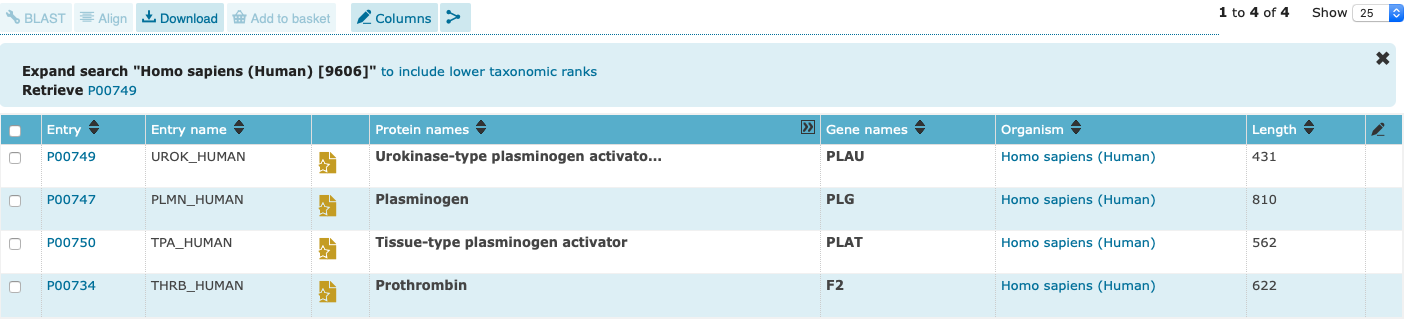 BLAST Align Download Add to basket Columns 1 to 4 of 4 Show 25
Expand search "Homo sapiens (Human) [9606]" to include lower taxonomic ranks
Retrieve P00749
Entry Entry name Protein names Gene names Organism Length
P00749 UROK_HUMAN Urokinase-type plasminogen activato... PLAU Homo sapiens (Human) 431
P00747 PLMN_HUMAN Plasminogen PLG Homo sapiens (Human) 810
P00750 TPA_HUMAN Tissue-type plasminogen activator PLAT Homo sapiens (Human) 562
P00734 THRB_HUMAN Prothrombin F2 Homo sapiens (Human) 622